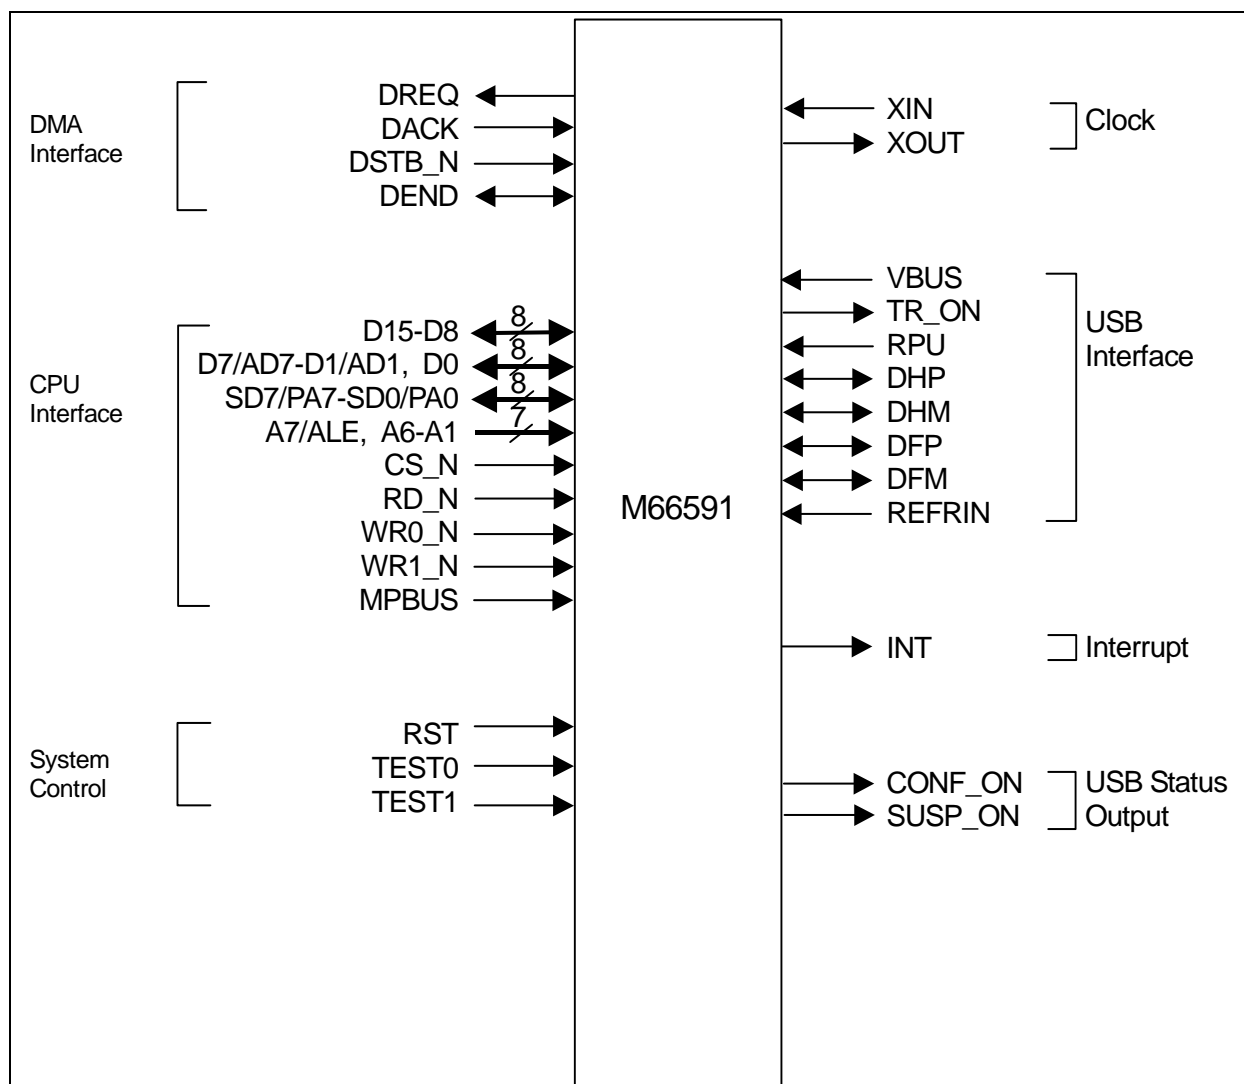 DMA
Interface
DREQ
DACK
DSTB_N
DEND
CPU
Interface
D15-D8
8
D7/AD7-D1/AD1, D0
8
SD7/PA7-SD0/PA0
8
A7/ALE, A6-A1
7
CS_N
RD_N
WR0_N
WR1_N
MPBUS
System
Control
RST
TEST0
TEST1
M66591
XIN
XOUT
Clock
VBUS
TR_ON
RPU
DHP
DHM
DFP
DFM
REFRIN
USB
Interface
INT
Interrupt
CONF_ON
SUSP_ON
USB Status
Output